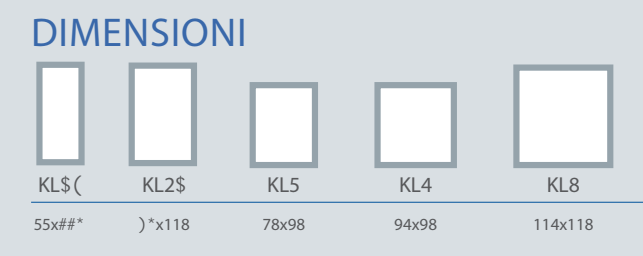 DIMENSIONI
KL$( KL2$ KL5 KL4 KL8
55x##* )*x118 78x98 94x98 114x118